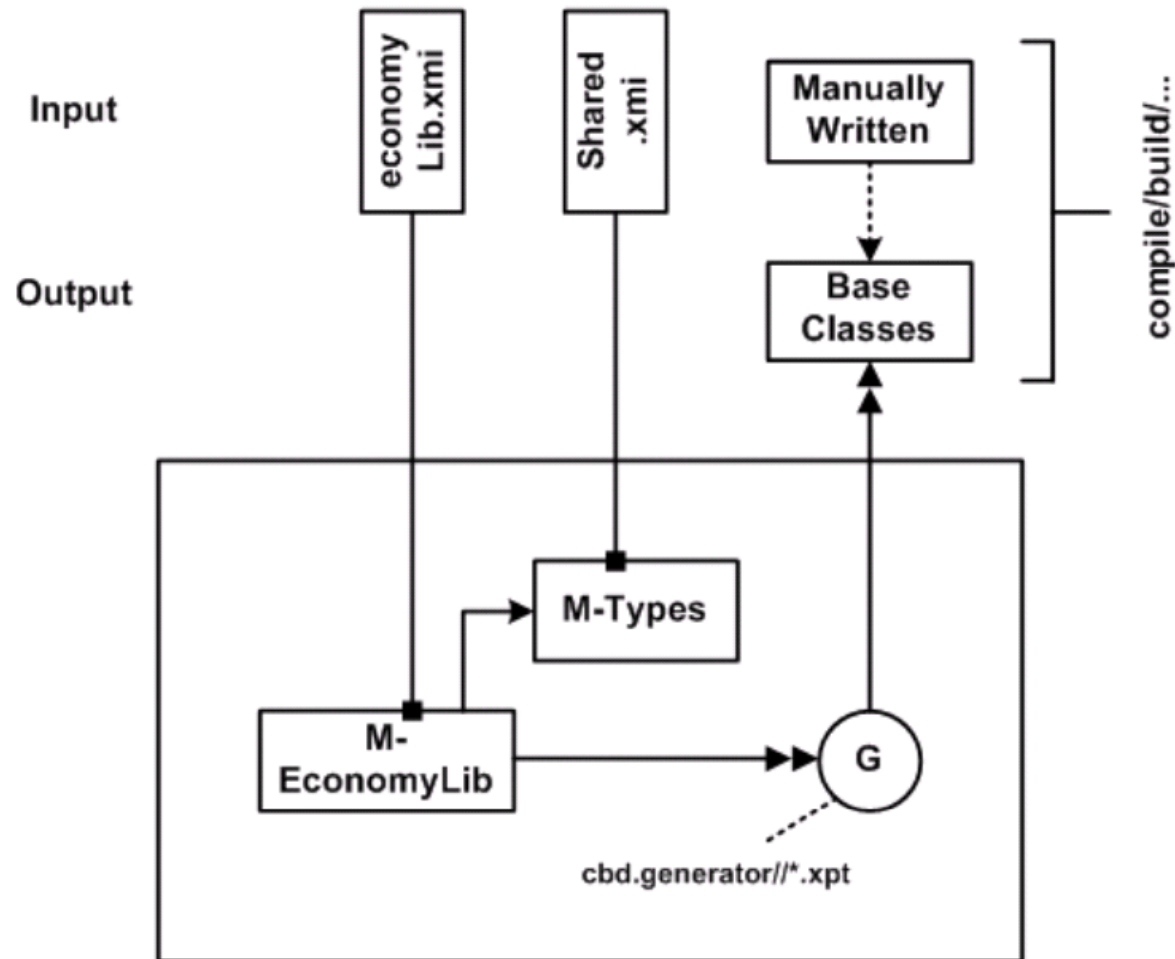 economy
Lib.xmi
Shared
.xmi
Manually
Written
Input
compile/build/...
Output
Base
Classes
M-Types
M-
EconomyLib
G
cbd.generator//*.xpt